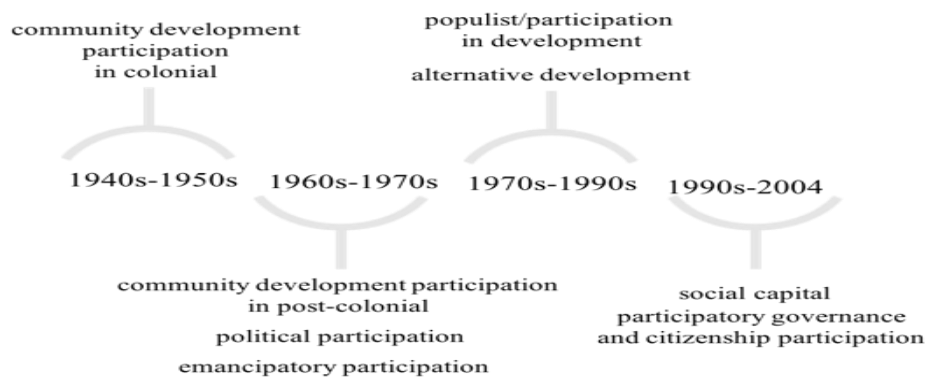 community development
participation
in colonial
populist/participation
in development
alternative development
1940s-1950s
1960s-1970s
1970s-1990s
1990s-2004
community development participation
in post-colonial
political participation
emancipatory participation
social capital
participatory governance
and citizenship participation